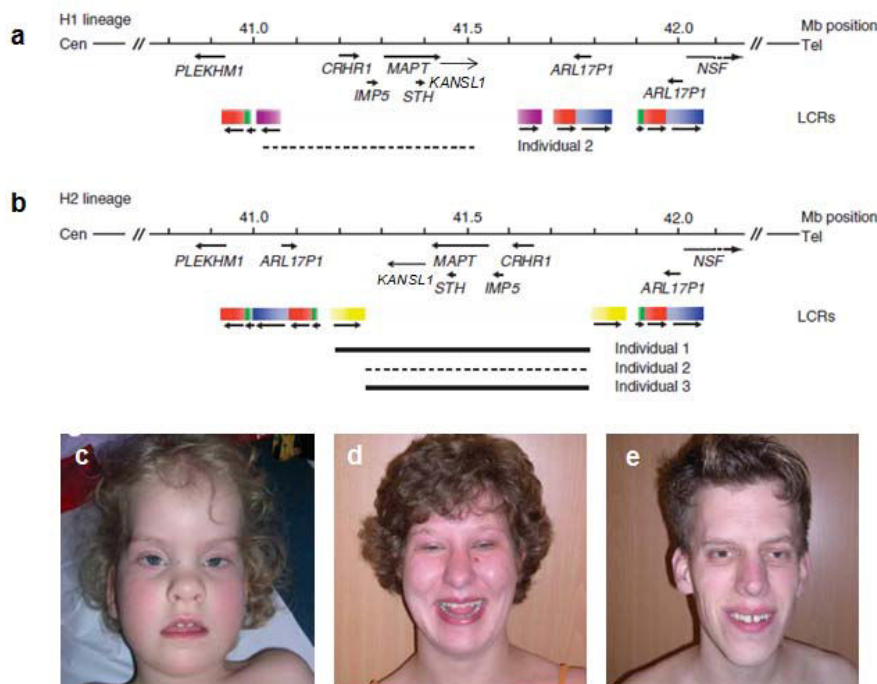 a
H1 lineage
Mb position
Cen // 41.0 41.5 42.0 // Tel
PLEKHM1 CRHR1 MAPT KANSL1 ARL17P1 NSF
IMP5 STH ARL17P1
LCRs
Individual 2
b
H2 lineage
Mb position
Cen // 41.0 41.5 42.0 // Tel
PLEKHM1 ARL17P1 KANSL1 MAPT CRHR1 NSF
STH IMP5 ARL17P1
LCRs
Individual 1
Individual 2
Individual 3
c d e